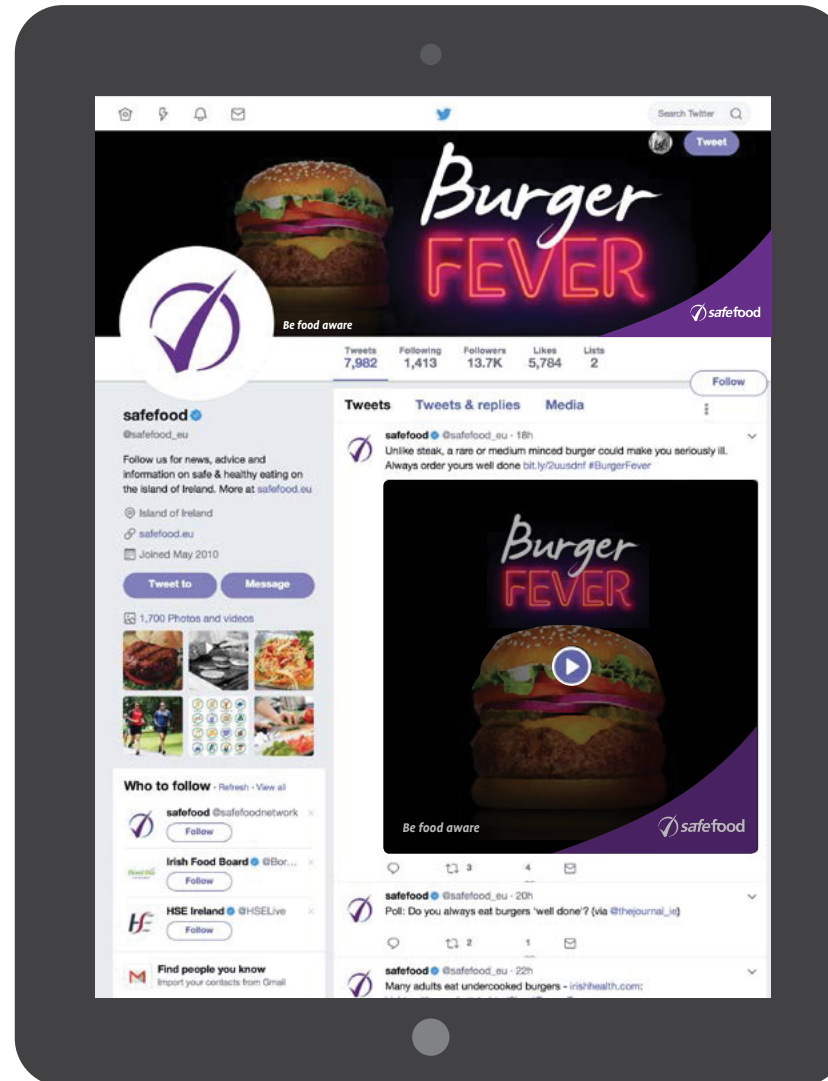 Search Twitter
Tweet
Burger
FEVER
Be food aware
safefood
Tweets Following Followers Likes Lists
7,982 1,413 13.7K 5,784 2
Follow
safefood
@safefood_eu
Follow us for news, advice and
information on safe & healthy eating on
the island of Ireland. More at safefood.eu
Island of Ireland
safefood.eu
Joined May 2010
Tweet to Message
1,700 Photos and videos
Who to follow - Refresh - View all
safefood @safefoodnetwork ×
Follow
Irish Food Board @Bor... ×
Follow
HSE Ireland @HSELive ×
Follow
Find people you know
Import your contacts from Gmail
Tweets Tweets & replies Media
safefood @safefood_eu - 18h
Unlike steak, a rare or medium minced burger could make you seriously ill.
Always order yours well done bit.ly/2uusdnf #BurgerFever
Burger
FEVER
Be food aware
safefood
3 4
safefood @safefood_eu - 20h
Poll: Do you always eat burgers 'well done'? (via @thejournal_ie)
2 1
safefood @safefood_eu - 22h
Many adults eat undercooked burgers - irishhealth.com: